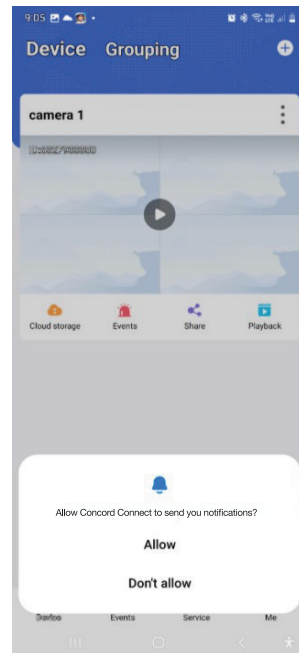 9:05
Device Grouping
camera 1
Cloud storage
Events
Share
Playback
Allow Concord Connect to send you notifications?
Allow
Don't allow
Events
Service
Me